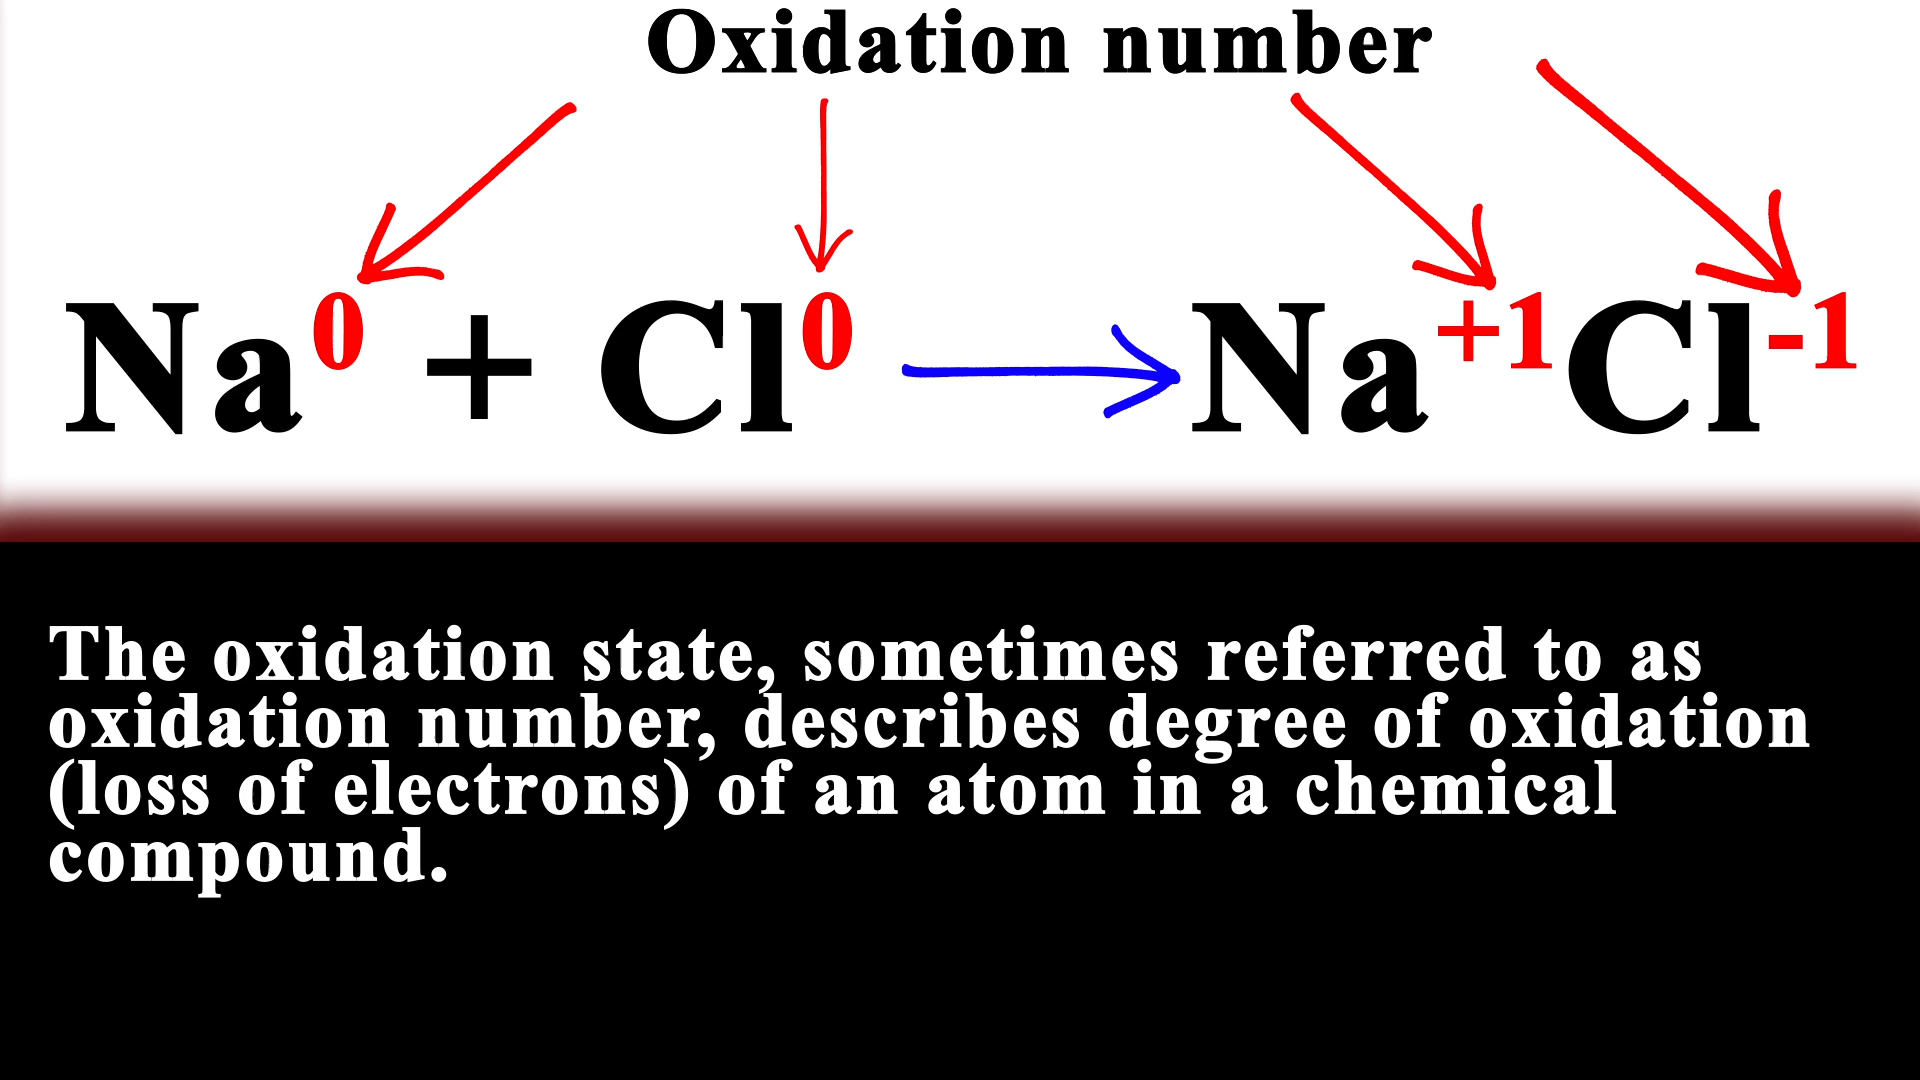 Oxidation number
Na⁰ + Cl⁰ → Na⁺¹Cl⁻¹
The oxidation state, sometimes referred to as
oxidation number, describes degree of oxidation
(loss of electrons) of an atom in a chemical
compound.